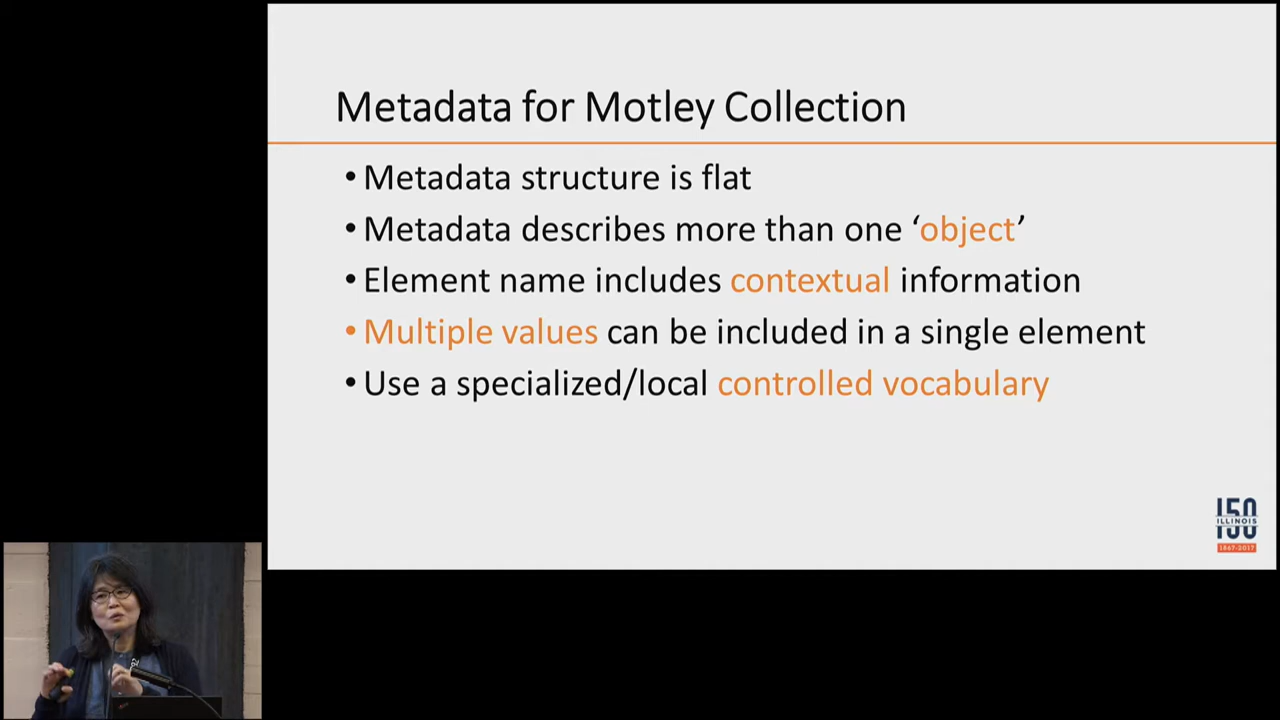 Metadata for Motley Collection
•Metadata structure is flat
•Metadata describes more than one ‘object’
•Element name includes contextual information
•Multiple values can be included in a single element
•Use a specialized/local controlled vocabulary
150
ILLINOIS
1867-2017